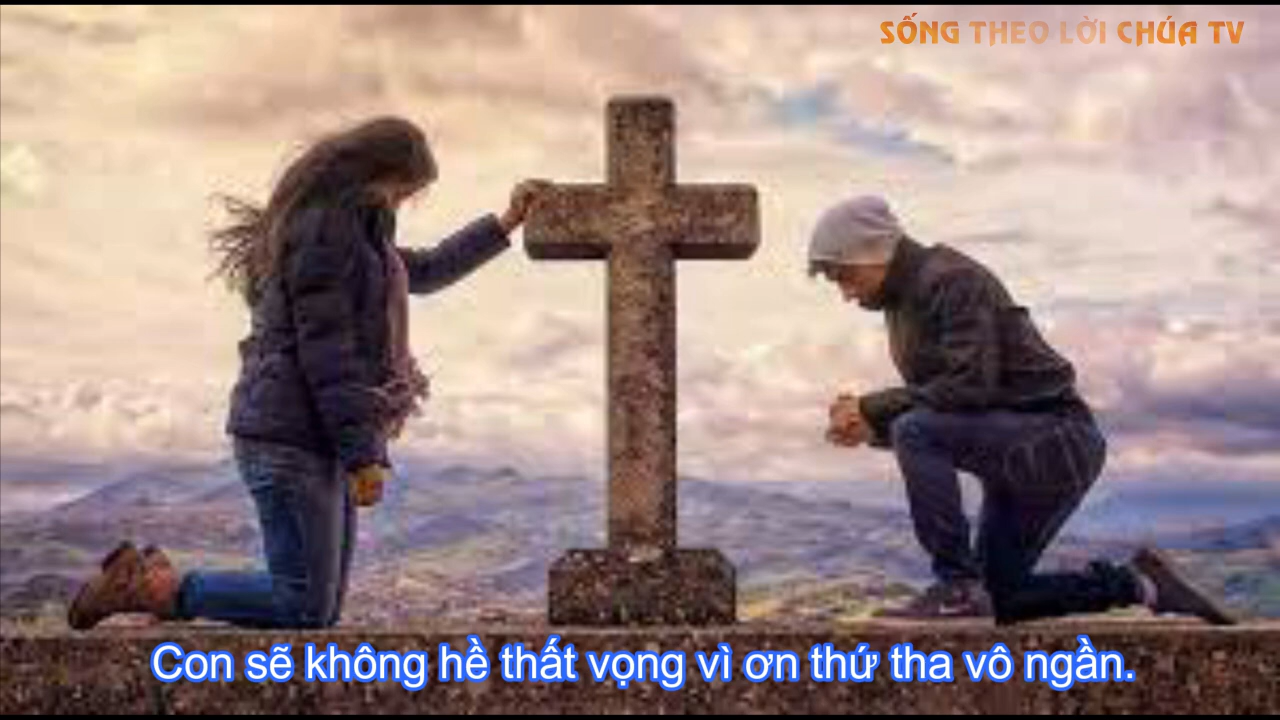 SỐNG THEO LỜI CHÚA TV
Con sẽ không hề thất vọng vì ơn thứ tha vô ngần.